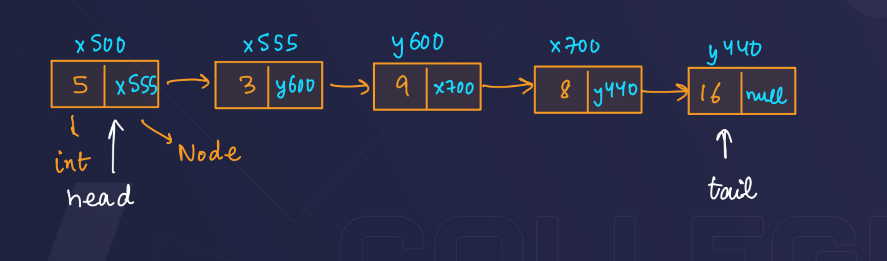 x500 x555 y600 x700 y440
5 x555 3 y600 9 x700 8 y440 16 null
int Node
head tail
COLLEGE